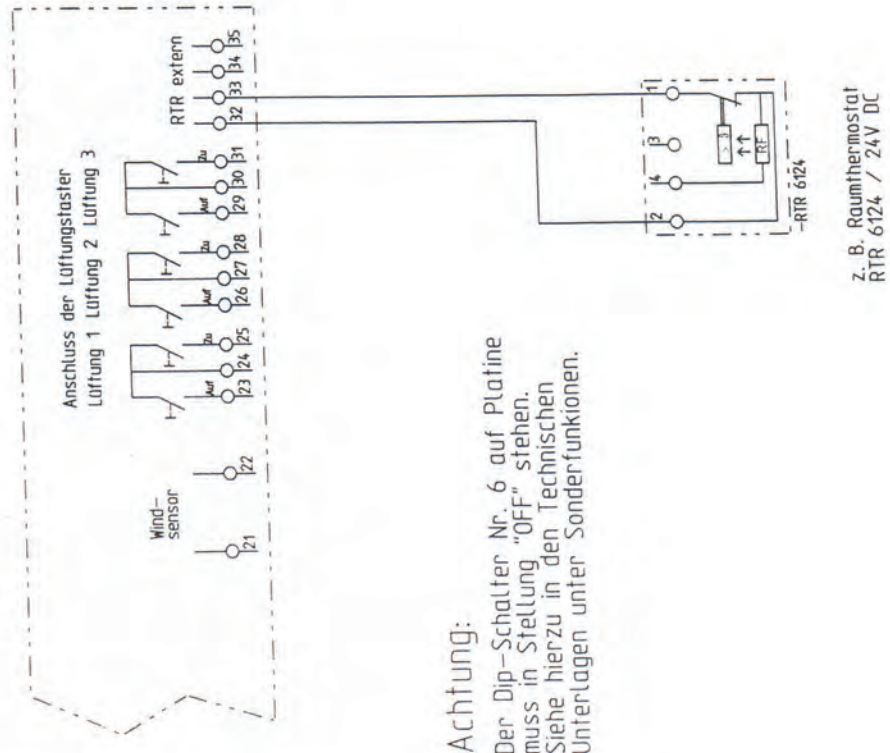 Anschluss der Lüftungstaster
Lüftung 1 Lüftung 2 Lüftung 3
RTR extern
Wind-
sensor
Auf
Zu
Auf
Zu
Auf
Zu
21
22
23
24
25
26
27
28
29
30
31
32
33
34
35
2
4
3
1
RF
-RTR 6124
z. B. Raumthermostat
RTR 6124 / 24V DC
Achtung:
Der Dip-Schalter Nr. 6 auf Platine
muss in Stellung "OFF" stehen.
Siehe hierzu in den Technischen
Unterlagen unter Sonderfunkionen.